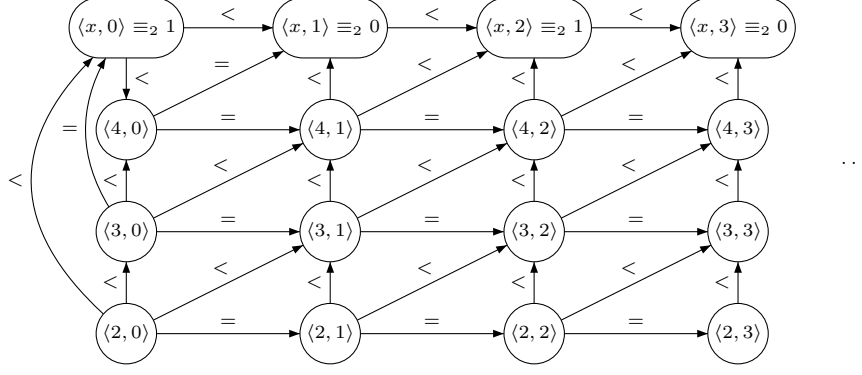 ⟨x, 0⟩ ≡₂ 1 < ⟨x, 1⟩ ≡₂ 0 < ⟨x, 2⟩ ≡₂ 1 < ⟨x, 3⟩ ≡₂ 0
< = < < < < <
= ⟨4, 0⟩ = ⟨4, 1⟩ = ⟨4, 2⟩ = ⟨4, 3⟩
< < < < < < < < ..
⟨3, 0⟩ = ⟨3, 1⟩ = ⟨3, 2⟩ = ⟨3, 3⟩
< < < < < < <
⟨2, 0⟩ = ⟨2, 1⟩ = ⟨2, 2⟩ = ⟨2, 3⟩